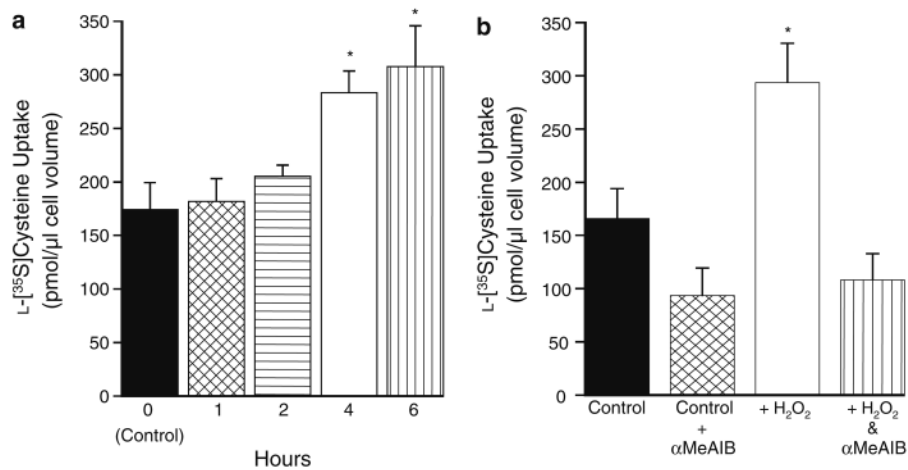 a
L-[³⁵S]Cysteine Uptake
(pmol/µl cell volume)
350
300
250
200
150
100
50
0
* *
0 1 2 4 6
(Control)
Hours
b
L-[³⁵S]Cysteine Uptake
(pmol/µl cell volume)
400
350
300
250
200
150
100
50
0
*
Control
Control
+
αMeAIB
+ H₂O₂
+ H₂O₂
&
αMeAIB